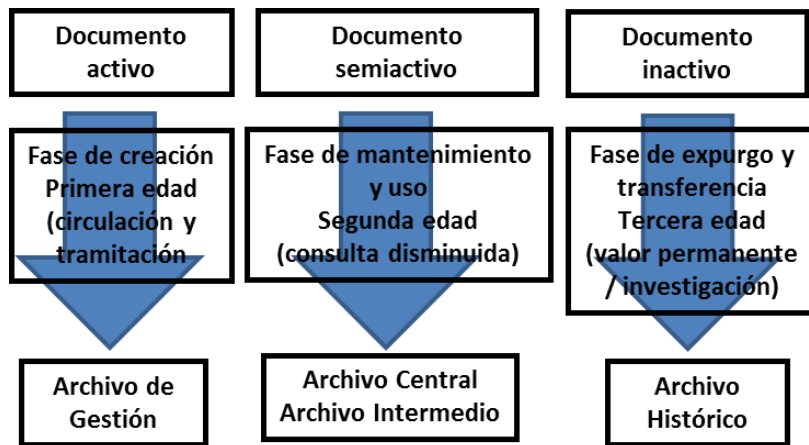 Documento
activo
Fase de creación
Primera edad
(circulación y
tramitación
Archivo de
Gestión
Documento
semiactivo
Fase de mantenimiento
y uso
Segunda edad
(consulta disminuida)
Archivo Central
Archivo Intermedio
Documento
inactivo
Fase de expurgo y
transferencia
Tercera edad
(valor permanente
/ investigación)
Archivo
Histórico